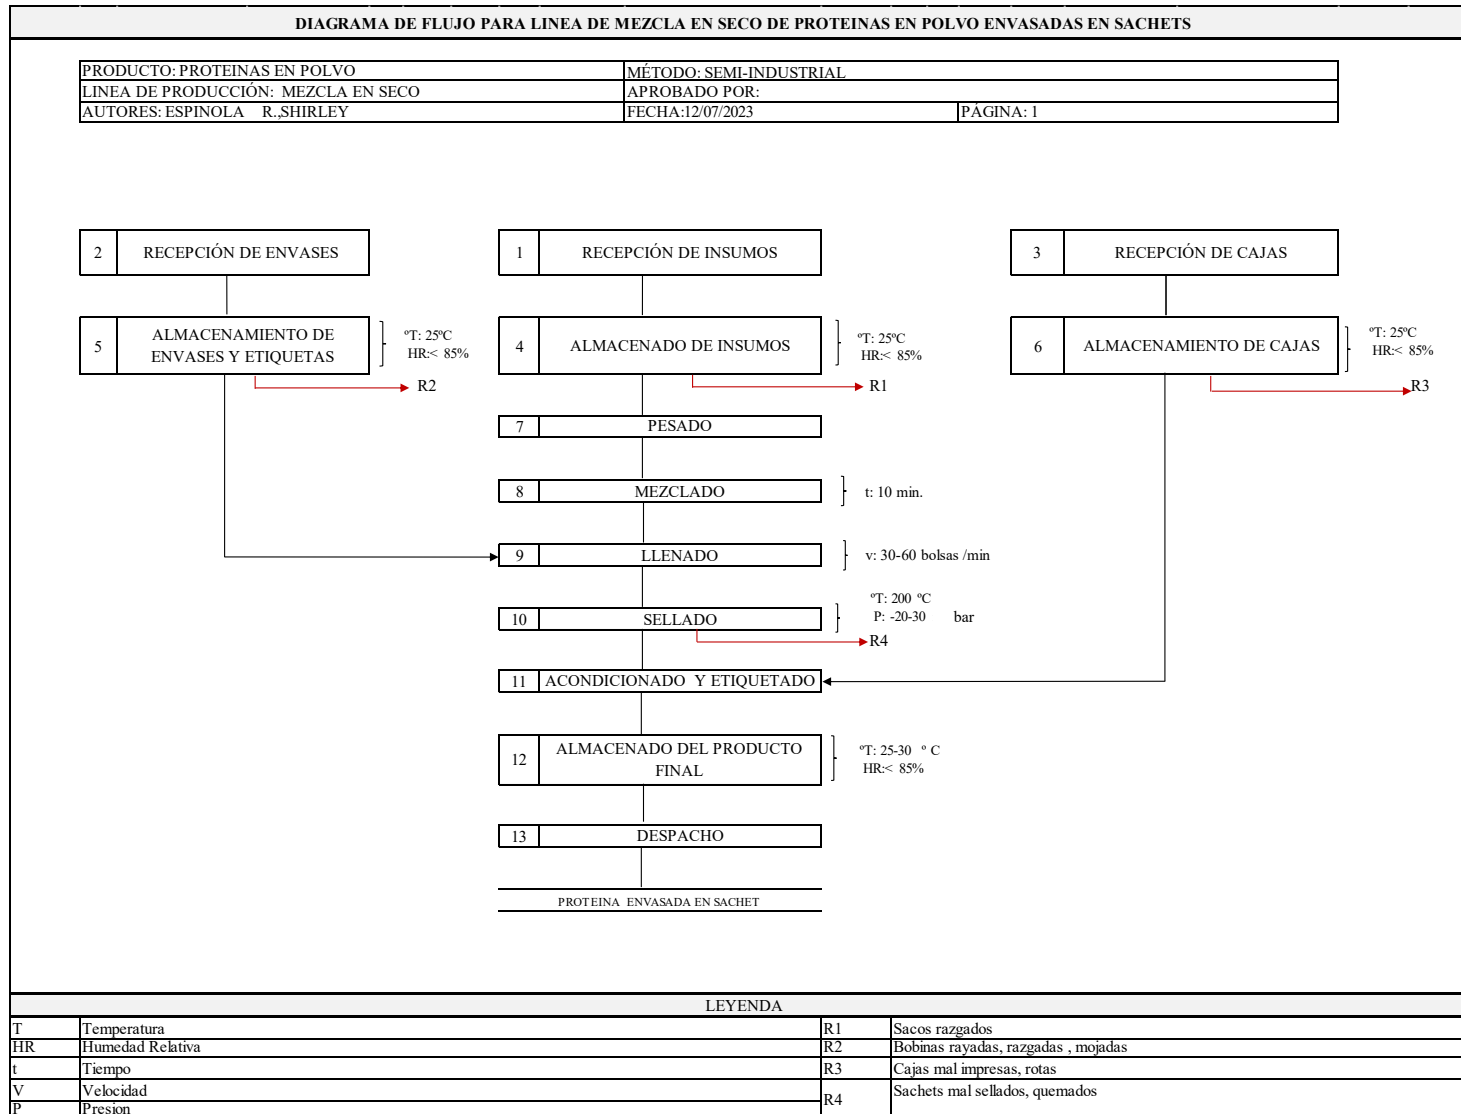 DIAGRAMA DE FLUJO PARA LINEA DE MEZCLA EN SECO DE PROTEINAS EN POLVO ENVASADAS EN SACHETS
PRODUCTO: PROTEINAS EN POLVO MÉTODO: SEMI-INDUSTRIAL
LINEA DE PRODUCCIÓN: MEZCLA EN SECO APROBADO POR:
AUTORES: ESPINOLA R.,SHIRLEY FECHA:12/07/2023 PÁGINA: 1
2 RECEPCIÓN DE ENVASES
1 RECEPCIÓN DE INSUMOS
3 RECEPCIÓN DE CAJAS
5 ALMACENAMIENTO DE
ENVASES Y ETIQUETAS
ºT: 25ºC
HR:< 85%
R2
4 ALMACENADO DE INSUMOS
ºT: 25ºC
HR:< 85%
R1
6 ALMACENAMIENTO DE CAJAS
ºT: 25ºC
HR:< 85%
R3
7 PESADO
8 MEZCLADO
t: 10 min.
9 LLENADO
v: 30-60 bolsas /min
10 SELLADO
ºT: 200 ºC
P: -20-30 bar
R4
11 ACONDICIONADO Y ETIQUETADO
12 ALMACENADO DEL PRODUCTO
FINAL
ºT: 25-30 º C
HR:< 85%
13 DESPACHO
PROTEINA ENVASADA EN SACHET
LEYENDA
T Temperatura R1 Sacos razgados
HR Humedad Relativa R2 Bobinas rayadas, razgadas , mojadas
t Tiempo R3 Cajas mal impresas, rotas
V Velocidad R4 Sachets mal sellados, quemados
P Presion